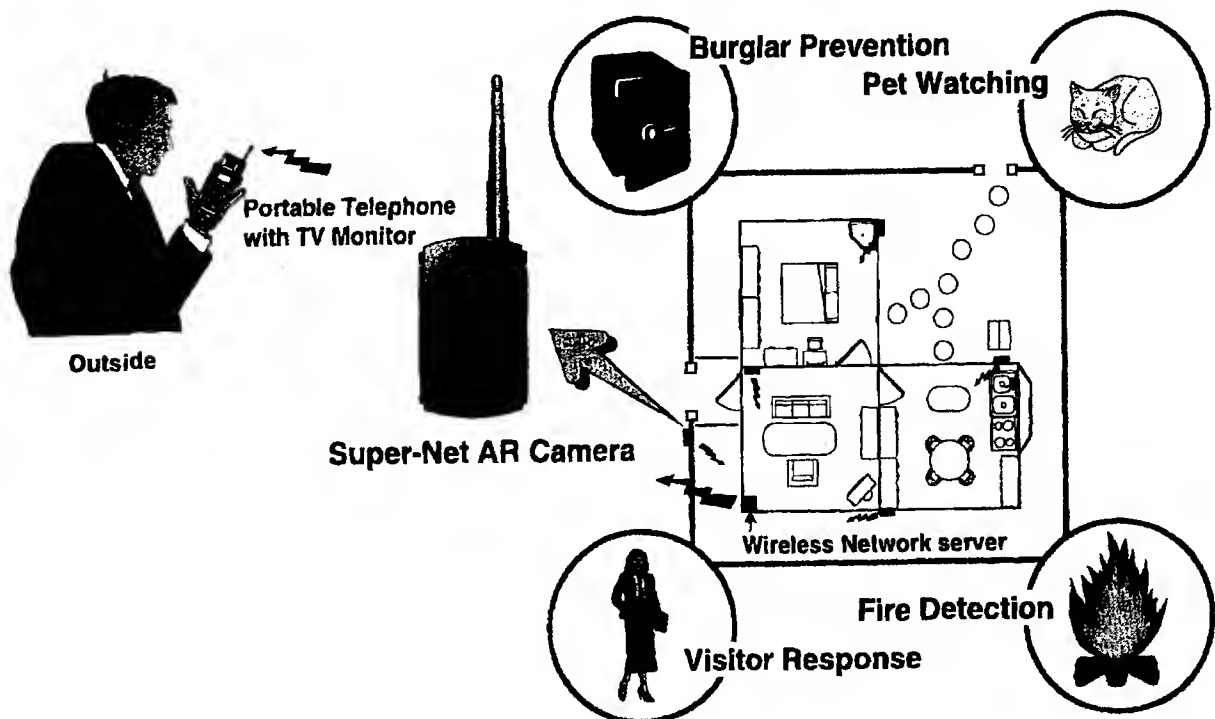 Burglar Prevention
Pet Watching
Portable Telephone
with TV Monitor
Outside
Super-Net AR Camera
Wireless Network server
Fire Detection
Visitor Response